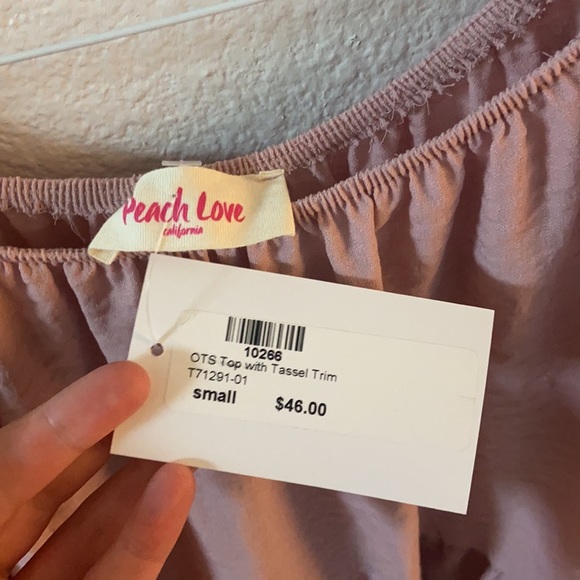 Peach Love
california
10266
OTS Top with Tassel Trim
T71291-01
small $46.00